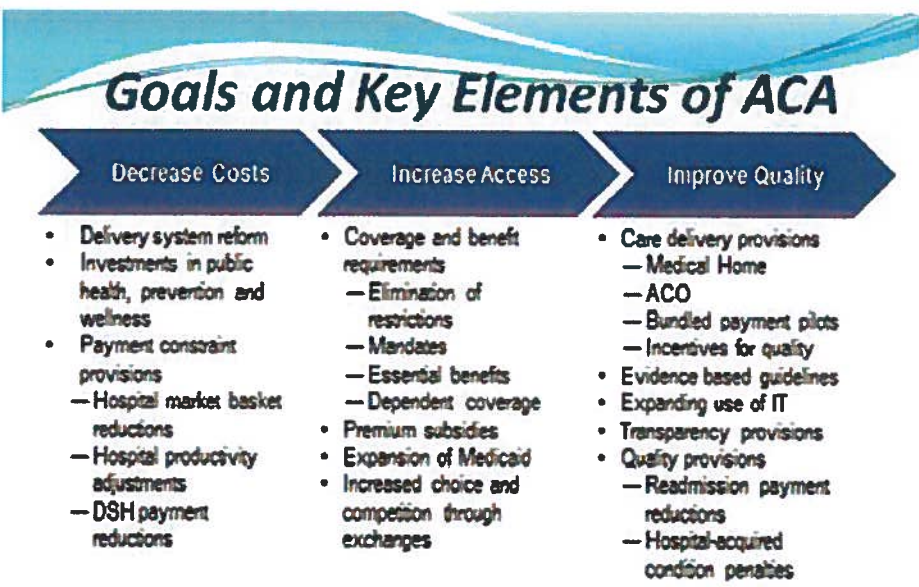 Goals and Key Elements of ACA
Decrease Costs
• Delivery system reform
• Investments in public
health, prevention and
wellness
• Payment constraint
provisions
— Hospital market basket
reductions
— Hospital productivity
adjustments
— DSH payment
reductions
Increase Access
• Coverage and benefit
requirements
— Elimination of
restrictions
— Mandates
— Essential benefits
— Dependent coverage
• Premium subsidies
• Expansion of Medicaid
• Increased choice and
competition through
exchanges
Improve Quality
• Care delivery provisions
— Medical Home
— ACO
— Bundled payment pilots
— Incentives for quality
• Evidence based guidelines
• Expanding use of IT
• Transparency provisions
• Quality provisions
— Readmission payment
reductions
— Hospital-acquired
condition penalties